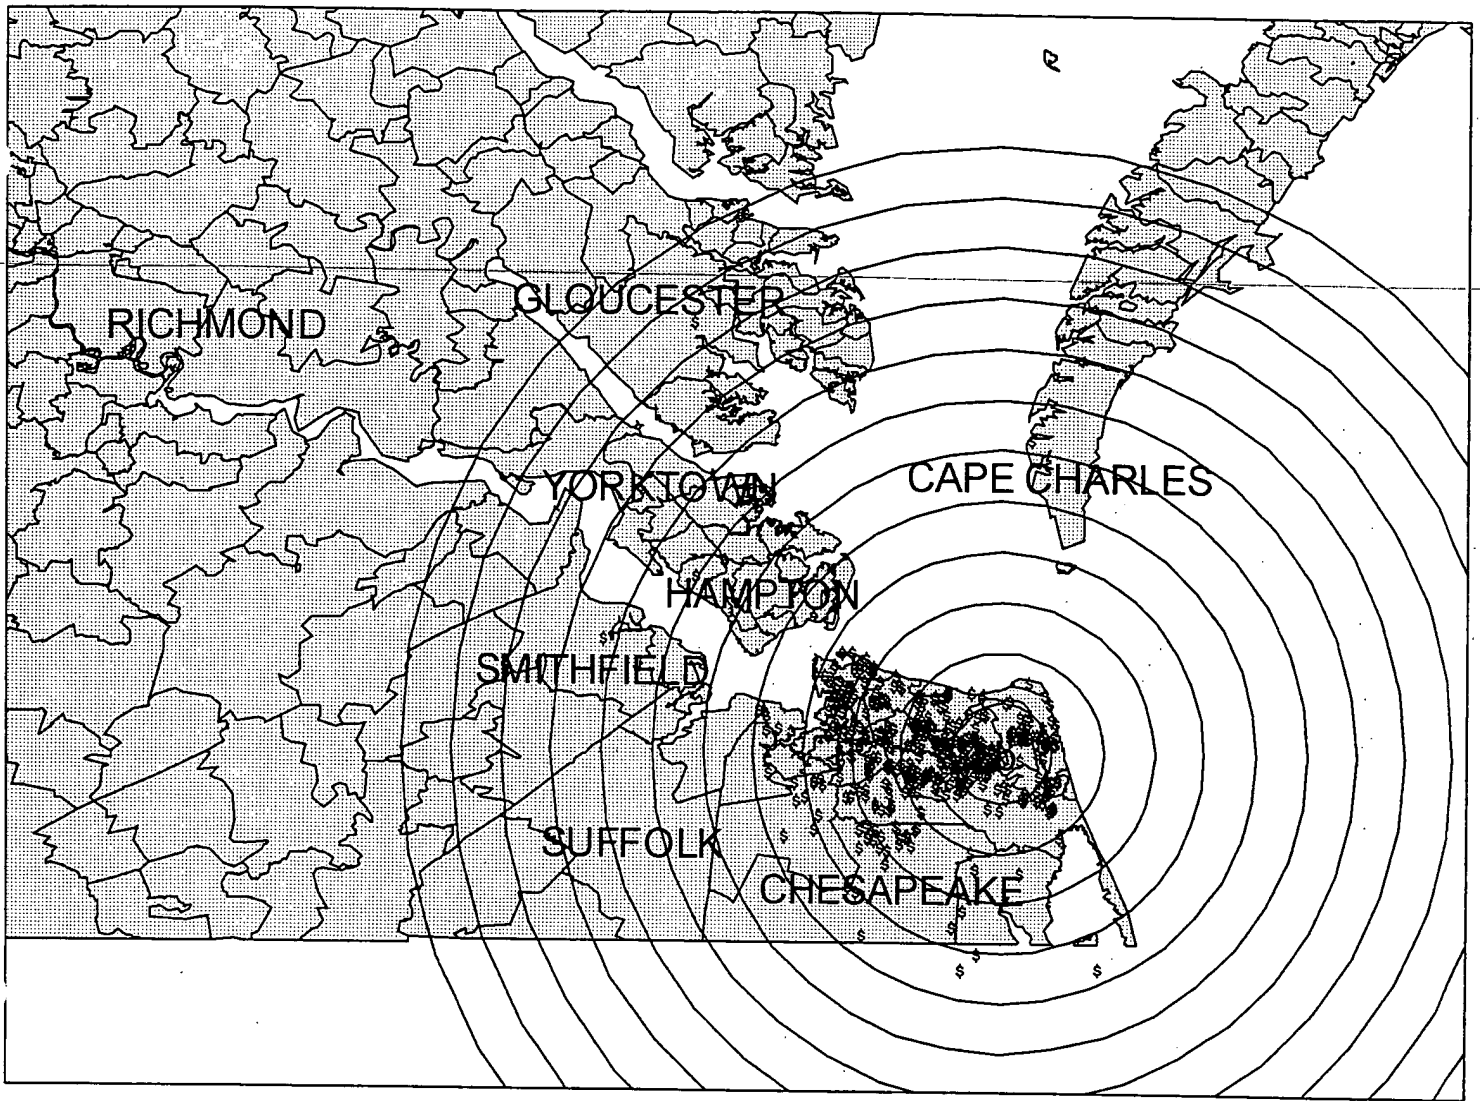 GLOUCESTER
RICHMOND
YORKTOWN
CAPE CHARLES
HAMPTON
SMITHFIELD
SUFFOLK
CHESAPEAKE